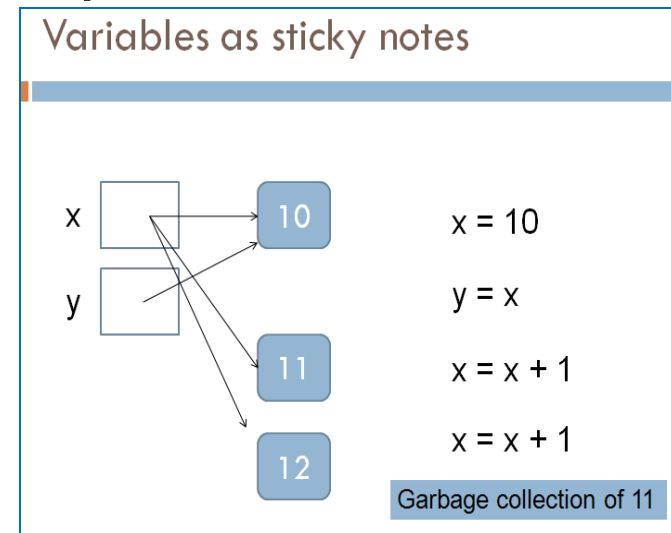 Variables as sticky notes
x
10
x = 10
y
y = x
11
x = x + 1
12
x = x + 1
Garbage collection of 11